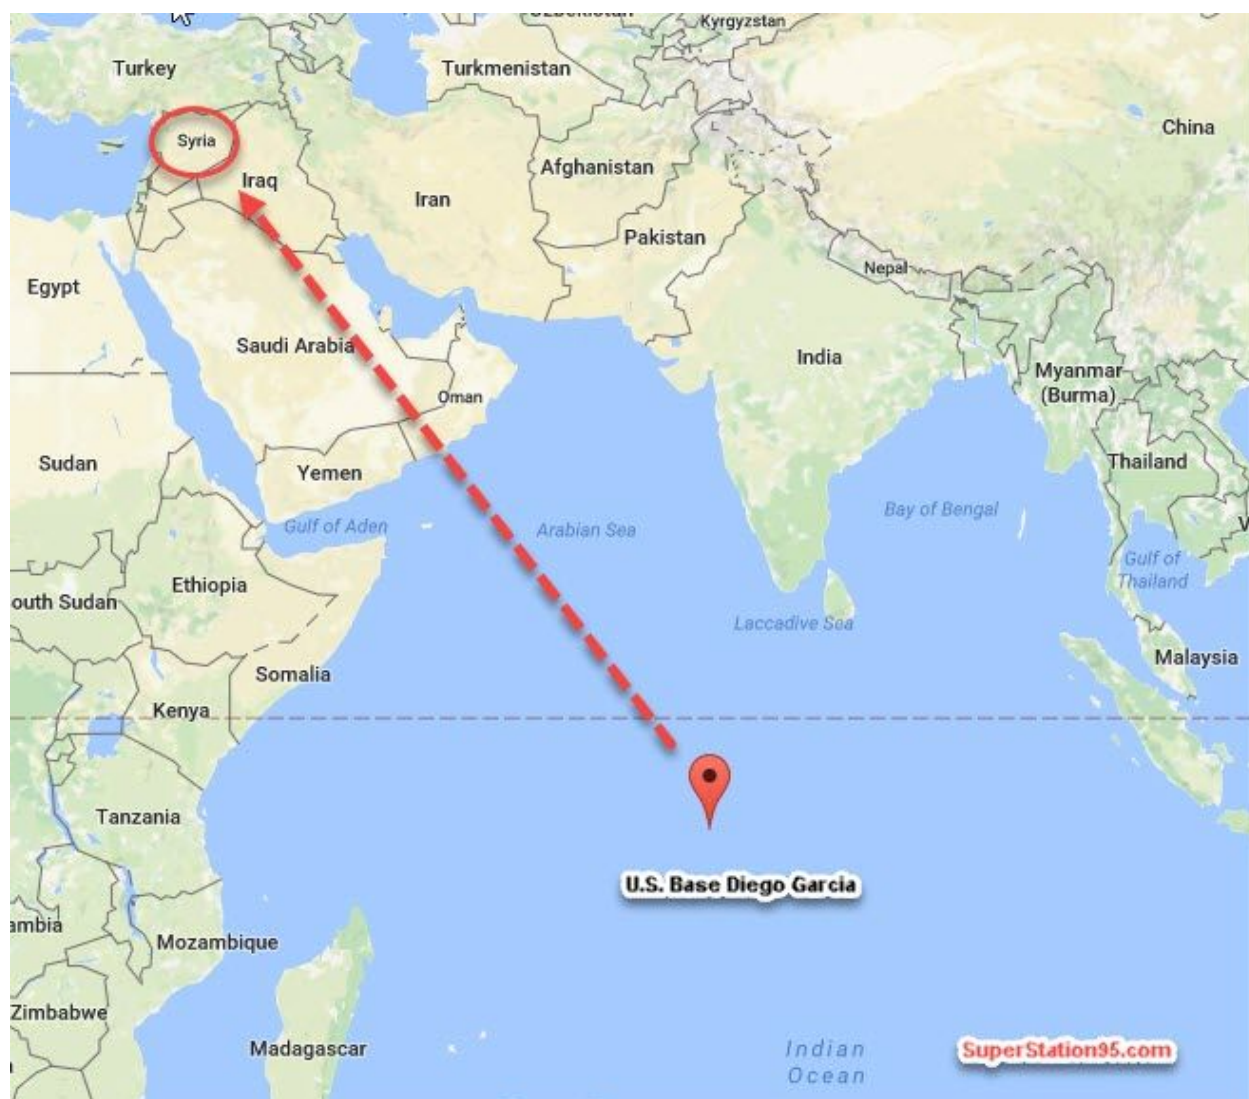 Uzbekistan
Kyrgyzstan
Turkey
Turkmenistan
China
Syria
Afghanistan
Iraq
Iran
Pakistan
Nepal
Egypt
Saudi Arabia
India
Myanmar
(Burma)
Oman
Sudan
Yemen
Thailand
Gulf of Aden
Arabian Sea
Bay of Bengal
V
Gulf of
Thailand
Ethiopia
outh Sudan
Laccadive Sea
Malaysia
Somalia
Kenya
Tanzania
U.S. Base Diego Garcia
ambia
Mozambique
Zimbabwe
Madagascar
Indian
Ocean
SuperStation95.com